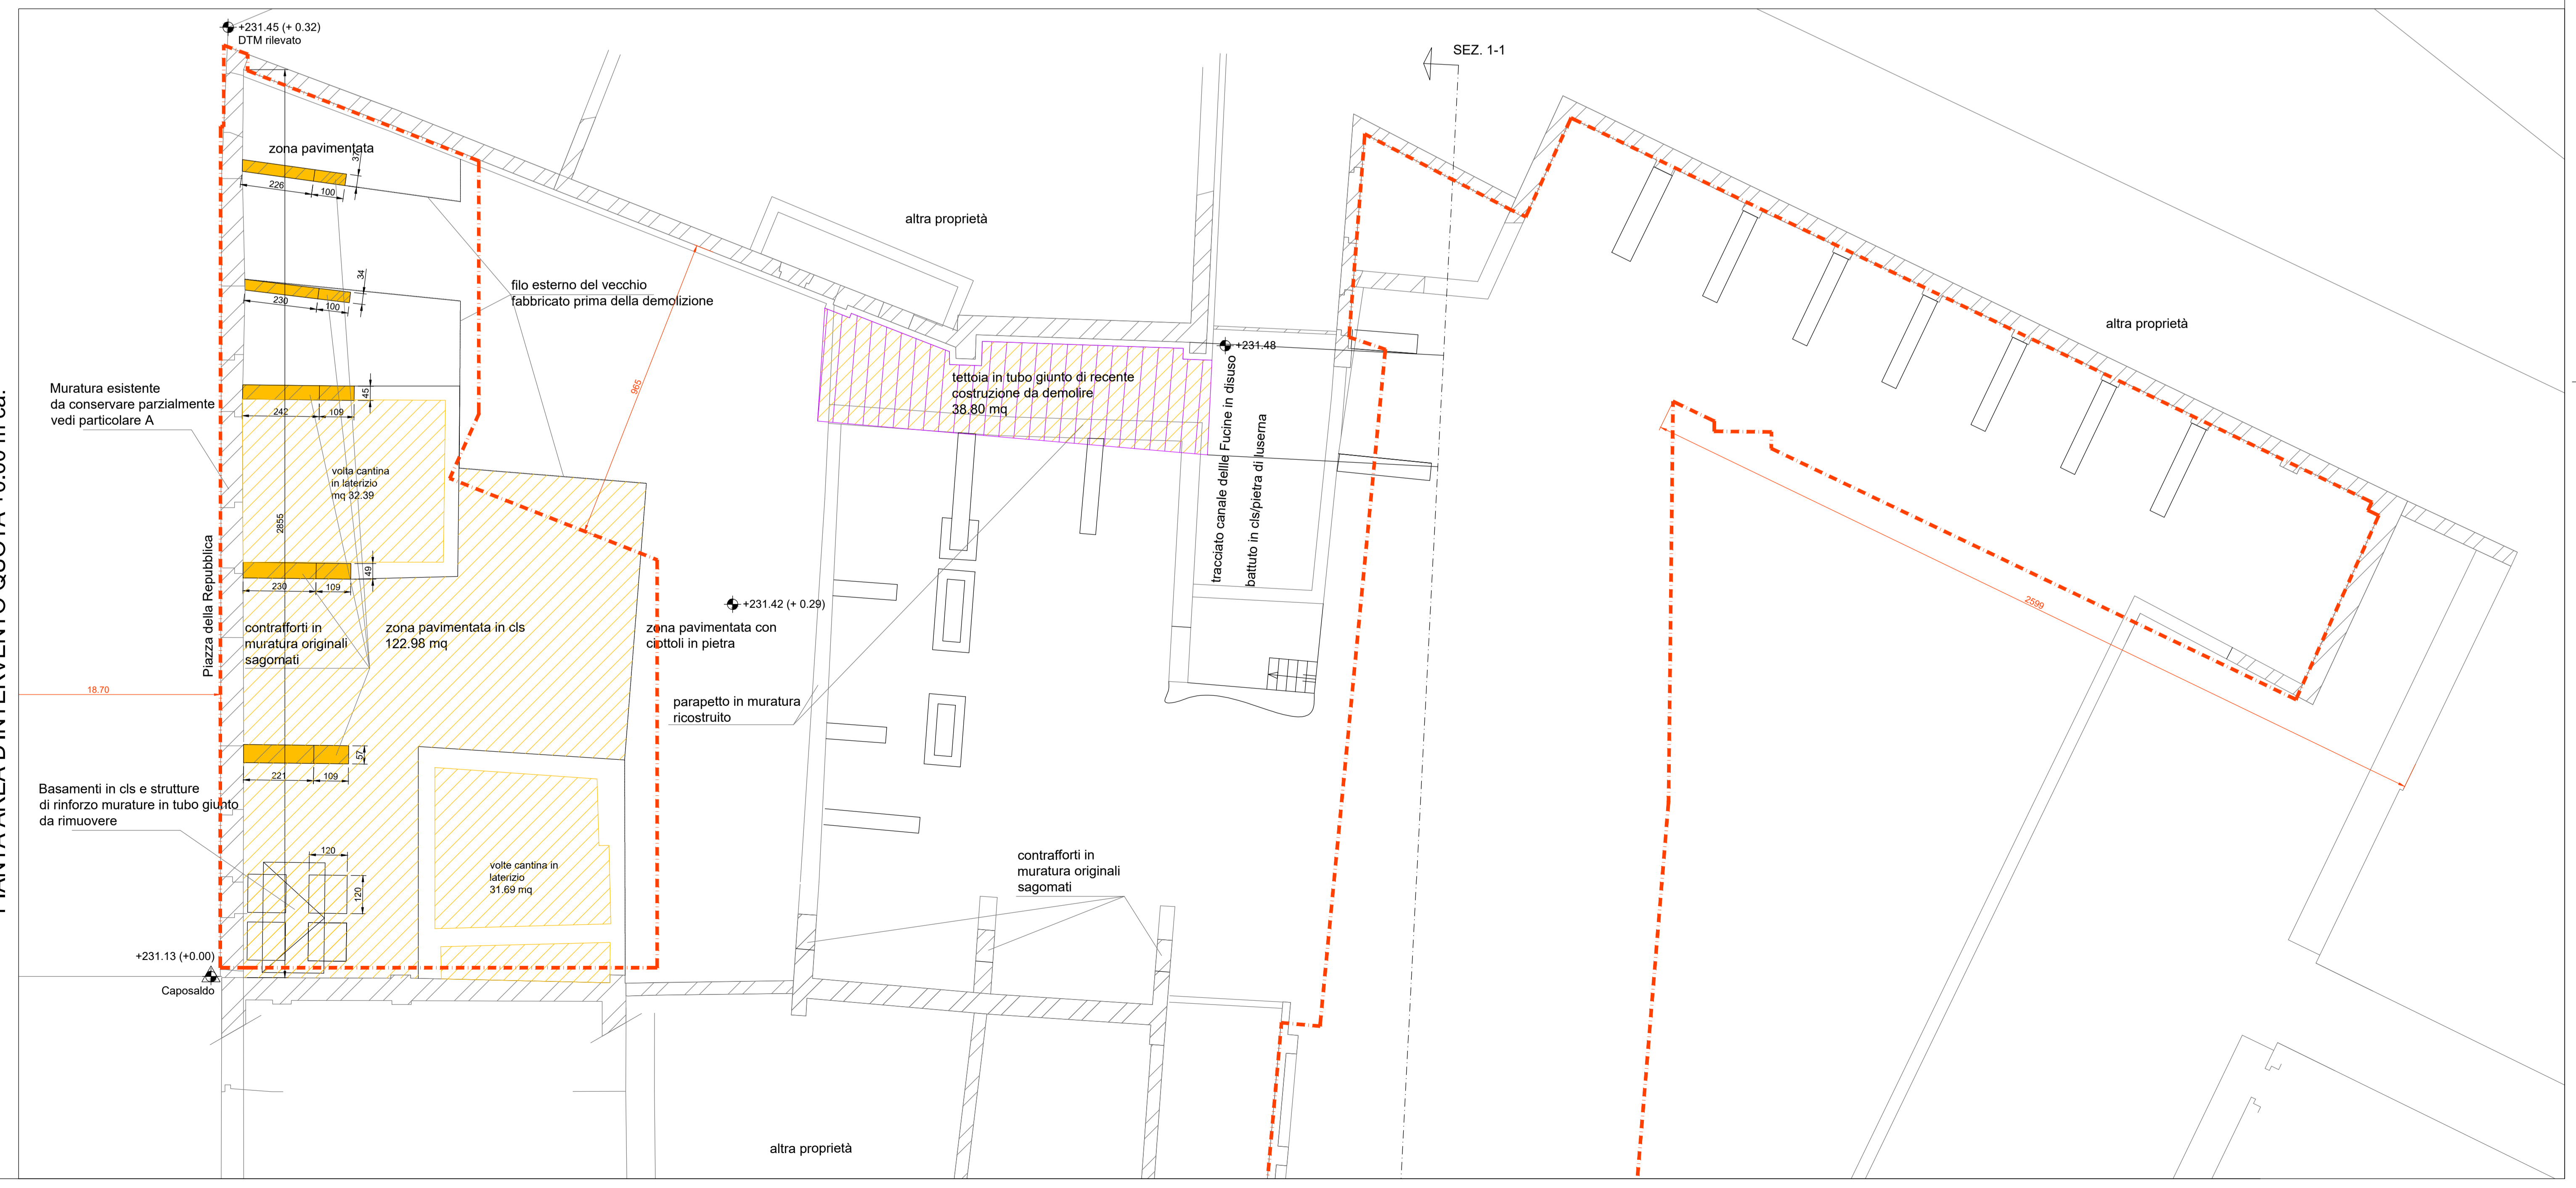 +231.45 (+ 0.32)
DTM rilevato
SEZ. 1-1
zona pavimentata
37
226
100
altra proprietà
34
230
100
filo esterno del vecchio
fabbricato prima della demolizione
altra proprietà
+231.48
965
tettoia in tubo giunto di recente
costruzione da demolire
38.80 mq
Muratura esistente
da conservare parzialmente
vedi particolare A
45
242
109
tracciato canale dellle Fucine in disuso
battuto in cls/pietra di luserna
volta cantina
in laterizio
mq 32.39
2855
Piazza della Repubblica
49
230
109
+231.42 (+ 0.29)
2599
contrafforti in
muratura originali
sagomati
zona pavimentata in cls
122.98 mq
zona pavimentata con
ciottoli in pietra
18.70
parapetto in muratura
ricostruito
57
221
109
Basamenti in cls e strutture
di rinforzo murature in tubo giunto
da rimuovere
120
120
volte cantina in
laterizio
31.69 mq
contrafforti in
muratura originali
sagomati
+231.13 (+0.00)
Caposaldo
altra proprietà